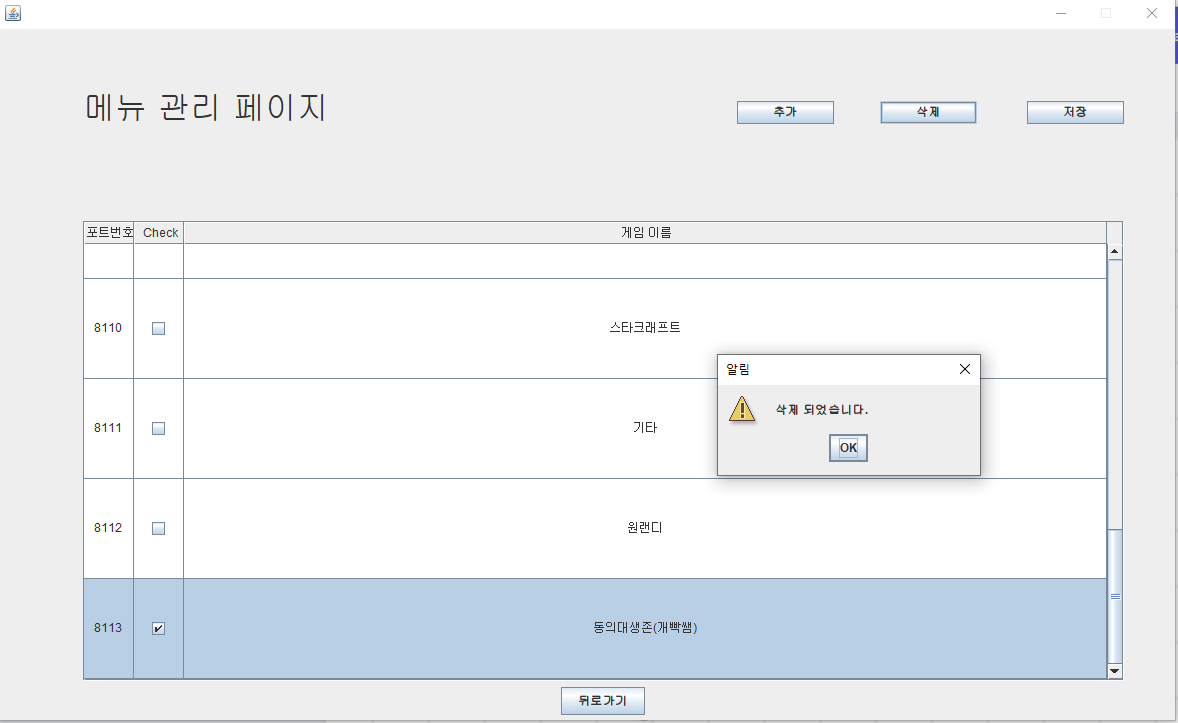 메뉴 관리 페이지
추가 삭제 저장
포트번호 Check 게임 이름
8110 스타크래프트
8111 기타
8112 원랜디
8113 동의대생존(개빡쌤)
알림
삭제 되었습니다.
OK
뒤로가기